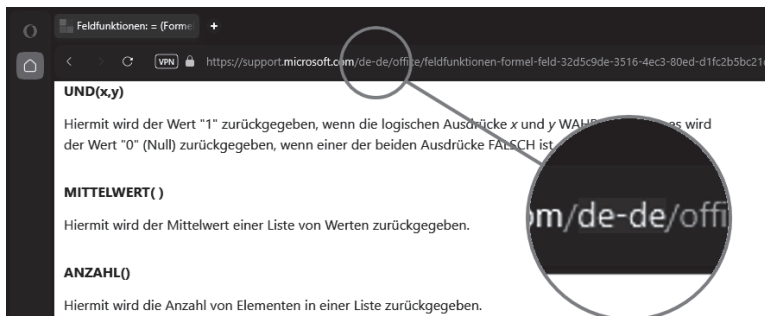 Feldfunktionen: = (Forme
VPN
https://support.microsoft.com/de-de/office/feldfunktionen-formel-feld-32d5c9de-3516-4ec3-80ed-d1fc2b5bc21
UND(x,y)
Hiermit wird der Wert "1" zurückgegeben, wenn die logischen Ausdrücke x und y es wird
der Wert "0" (Null) zurückgegeben, wenn einer der beiden Ausdrücke FALSCH ist
m/de-de/offi
MITTELWERT( )
Hiermit wird der Mittelwert einer Liste von Werten zurückgegeben.
ANZAHL()
Hiermit wird die Anzahl von Elementen in einer Liste zurückgegeben.